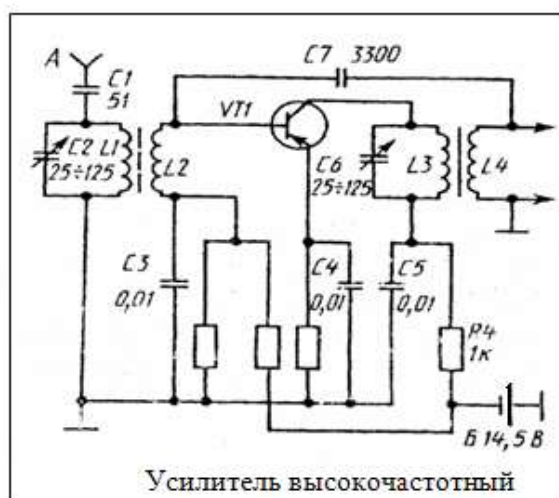 A
C1
51
C7 3300
VT1
C2 L1
25÷125
L2
C6
25÷125
L3
L4
C3
0,01
C4
0,01
C5
0,01
R4
1к
Б 14,5 В
Усилитель высокочастотный